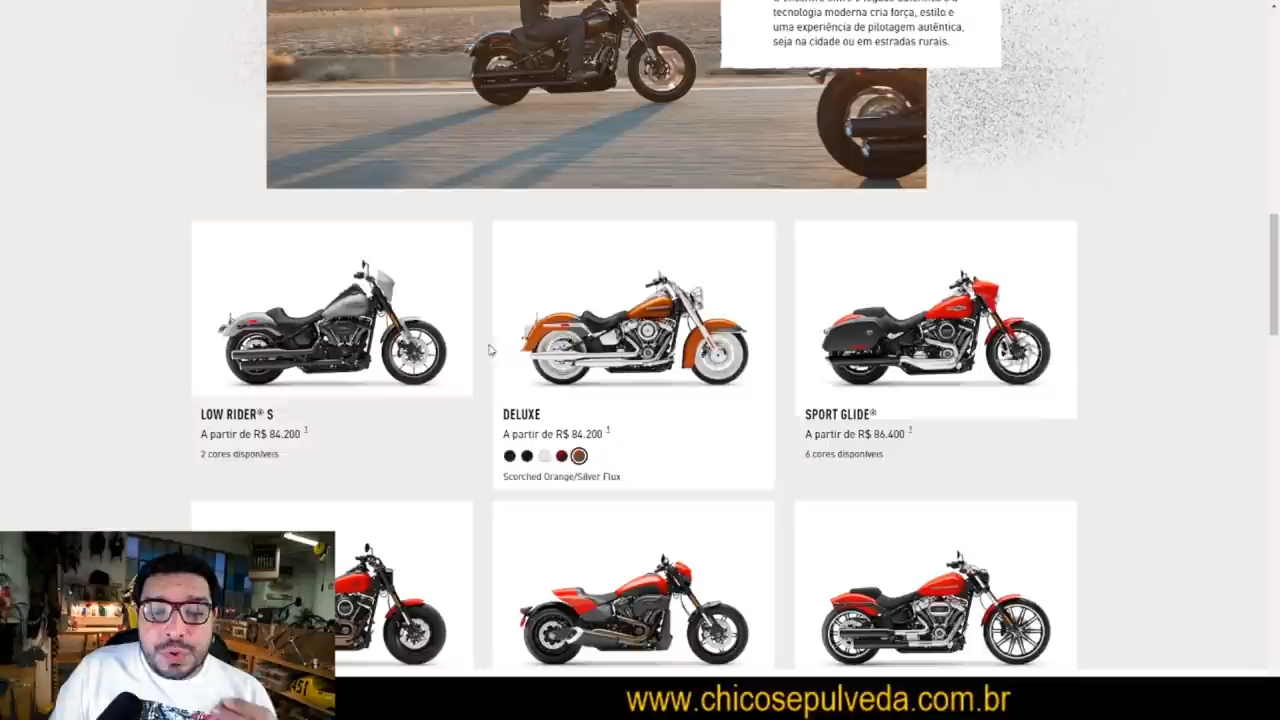 tecnologia moderna cria força, estilo e
uma experiência de pilotagem autêntica,
seja na cidade ou em estradas rurais.
LOW RIDER® S
A partir de R$ 84.200 1
2 cores disponíveis
DELUXE
A partir de R$ 84.200 1
Scorched Orange/Silver Flux
SPORT GLIDE®
A partir de R$ 86.400 1
6 cores disponíveis
www.chicosepulveda.com.br